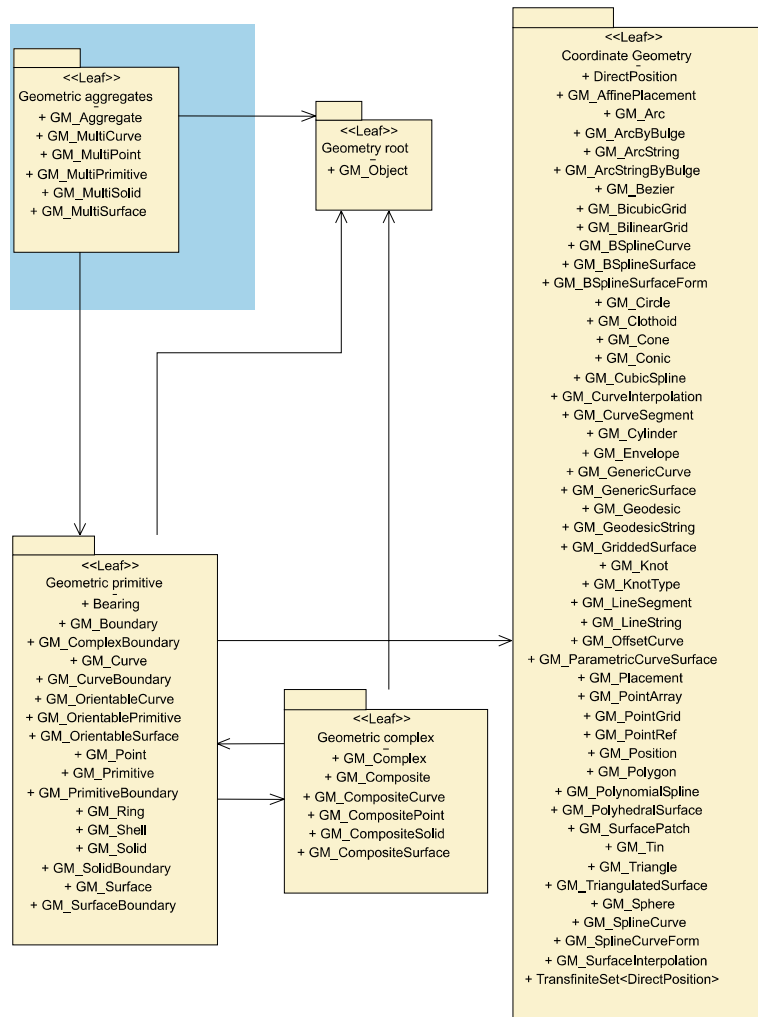 <<Leaf>>
Geometric aggregates
+ GM_Aggregate
+ GM_MultiCurve
+ GM_MultiPoint
+ GM_MultiPrimitive
+ GM_MultiSolid
+ GM_MultiSurface
<<Leaf>>
Geometry root
+ GM_Object
<<Leaf>>
Geometric primitive
+ Bearing
+ GM_Boundary
+ GM_ComplexBoundary
+ GM_Curve
+ GM_CurveBoundary
+ GM_OrientableCurve
+ GM_OrientablePrimitive
+ GM_OrientableSurface
+ GM_Point
+ GM_Primitive
+ GM_PrimitiveBoundary
+ GM_Ring
+ GM_Shell
+ GM_Solid
+ GM_SolidBoundary
+ GM_Surface
+ GM_SurfaceBoundary
<<Leaf>>
Geometric complex
+ GM_Complex
+ GM_Composite
+ GM_CompositeCurve
+ GM_CompositePoint
+ GM_CompositeSolid
+ GM_CompositeSurface
<<Leaf>>
Coordinate Geometry
+ DirectPosition
+ GM_AffinePlacement
+ GM_Arc
+ GM_ArcByBulge
+ GM_ArcString
+ GM_ArcStringByBulge
+ GM_Bezier
+ GM_BicubicGrid
+ GM_BilinearGrid
+ GM_BSplineCurve
+ GM_BSplineSurface
+ GM_BSplineSurfaceForm
+ GM_Circle
+ GM_Clothoid
+ GM_Cone
+ GM_Conic
+ GM_CubicSpline
+ GM_CurveInterpolation
+ GM_CurveSegment
+ GM_Cylinder
+ GM_Envelope
+ GM_GenericCurve
+ GM_GenericSurface
+ GM_Geodesic
+ GM_GeodesicString
+ GM_GriddedSurface
+ GM_Knot
+ GM_KnotType
+ GM_LineSegment
+ GM_LineString
+ GM_OffsetCurve
+ GM_ParametricCurveSurface
+ GM_Placement
+ GM_PointArray
+ GM_PointGrid
+ GM_PointRef
+ GM_Position
+ GM_Polygon
+ GM_PolynomialSpline
+ GM_PolyhedralSurface
+ GM_SurfacePatch
+ GM_Tin
+ GM_Triangle
+ GM_TriangulatedSurface
+ GM_Sphere
+ GM_SplineCurve
+ GM_SplineCurveForm
+ GM_SurfaceInterpolation
+ TransfiniteSet<DirectPosition>